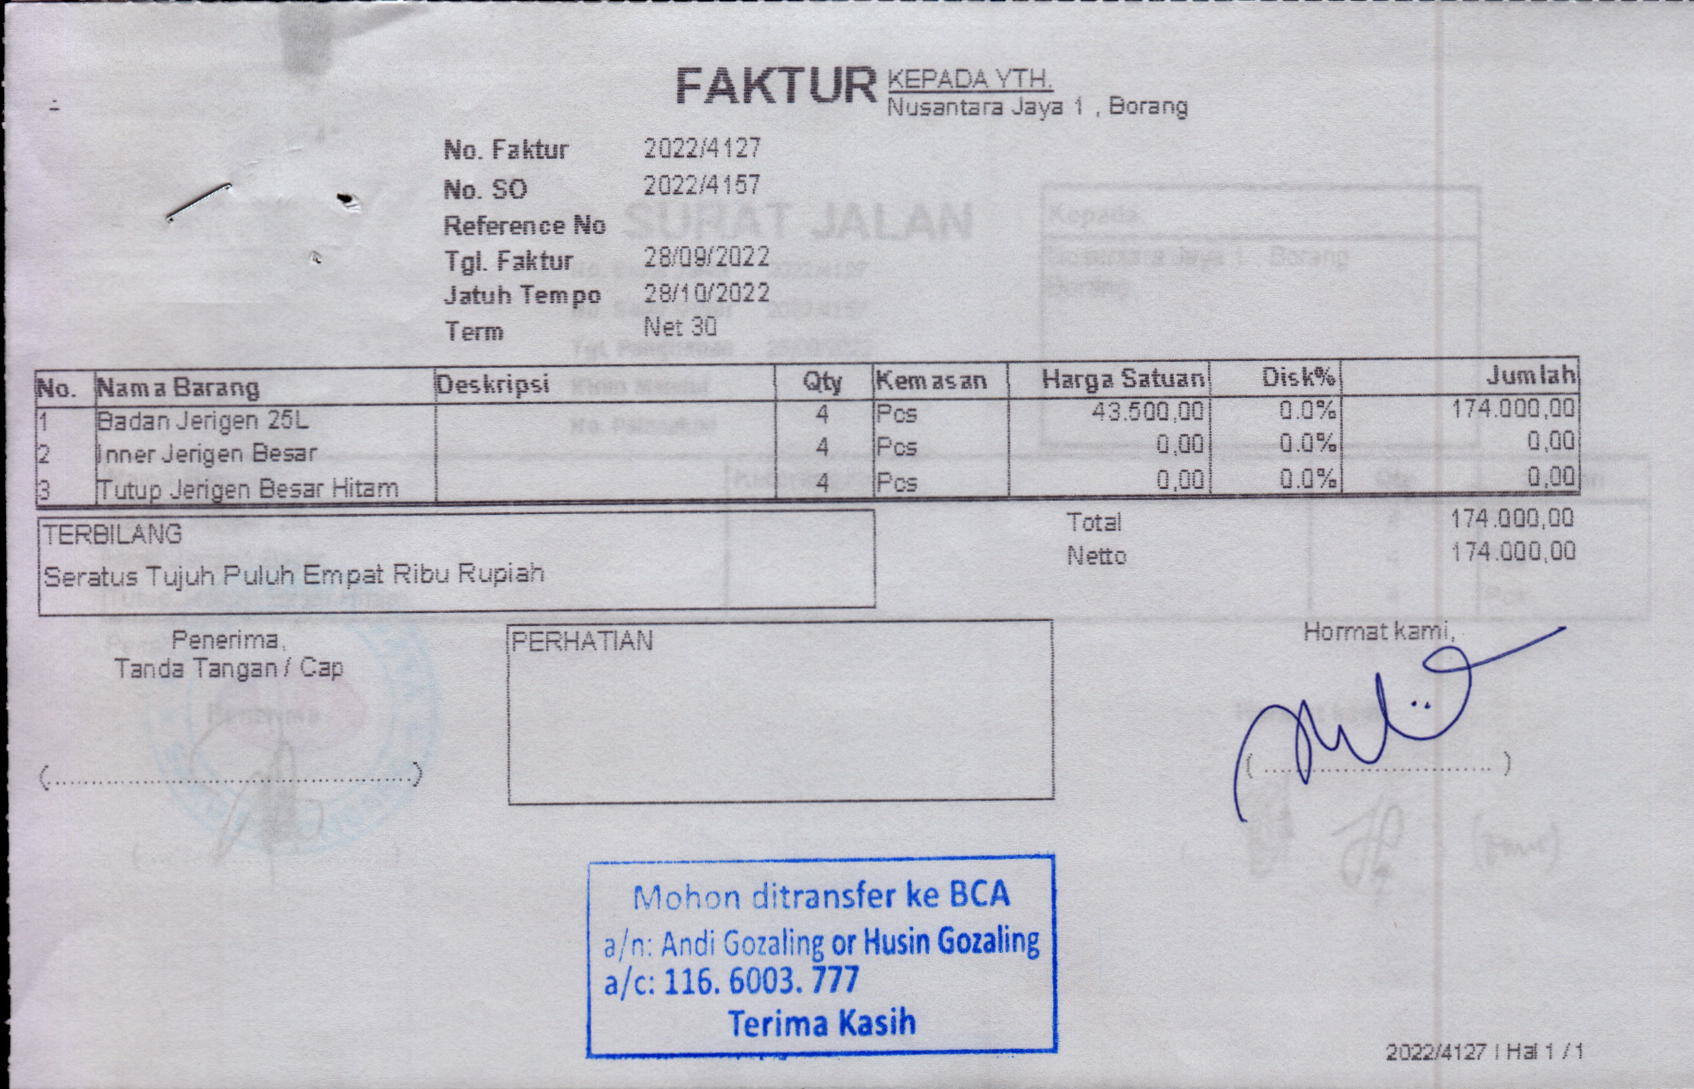 FAKTUR
KEPADA YTH.
Nusantara Jaya 1 , Borang
No. Faktur 2022/4127
No. SO 2022/4157
Reference No
Tgl. Faktur 28/09/2022
Jatuh Tempo 28/10/2022
Term Net 30
SURAT JALAN
Kepada
No. Nama Barang Deskripsi Qty Kemasan Harga Satuan Disk% Jumlah
1 Badan Jerigen 25L 4 Pcs 43.500,00 0.0% 174.000,00
2 Inner Jerigen Besar 4 Pcs 0,00 0.0% 0,00
3 Tutup Jerigen Besar Hitam 4 Pcs 0,00 0.0% 0,00
TERBILANG
Seratus Tujuh Puluh Empat Ribu Rupiah
Total 174.000,00
Netto 174.000,00
Penerima,
Tanda Tangan / Cap
PERHATIAN
Hormat kami,
Mohon ditransfer ke BCA
a/n: Andi Gozaling or Husin Gozaling
a/c: 116. 6003. 777
Terima Kasih
2022/4127 | Hal 1 / 1